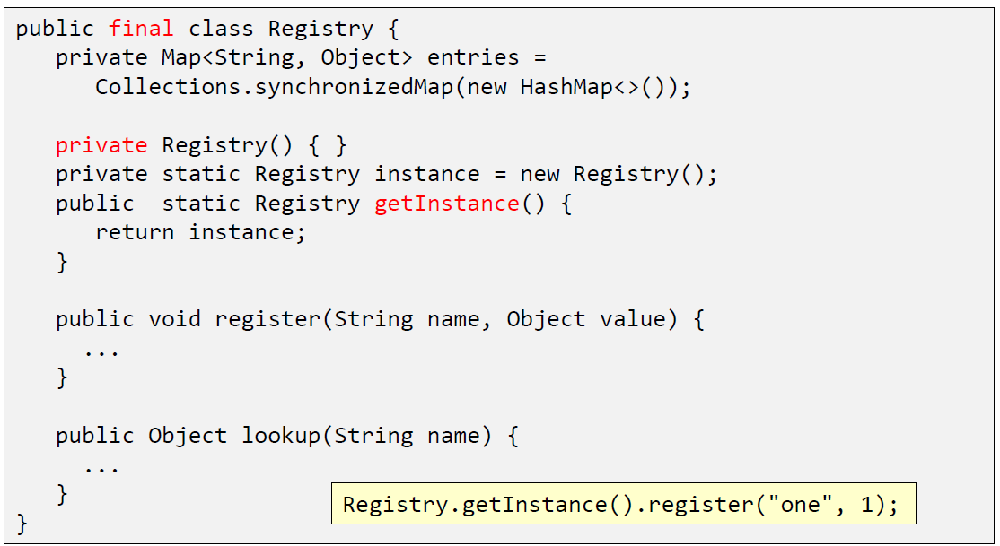 public final class Registry {
   private Map<String, Object> entries =
      Collections.synchronizedMap(new HashMap<>());

   private Registry() { }
   private static Registry instance = new Registry();
   public  static Registry getInstance() {
      return instance;
   }

   public void register(String name, Object value) {
     ...
   }

   public Object lookup(String name) {
     ...
   }
Registry.getInstance().register("one", 1);
}